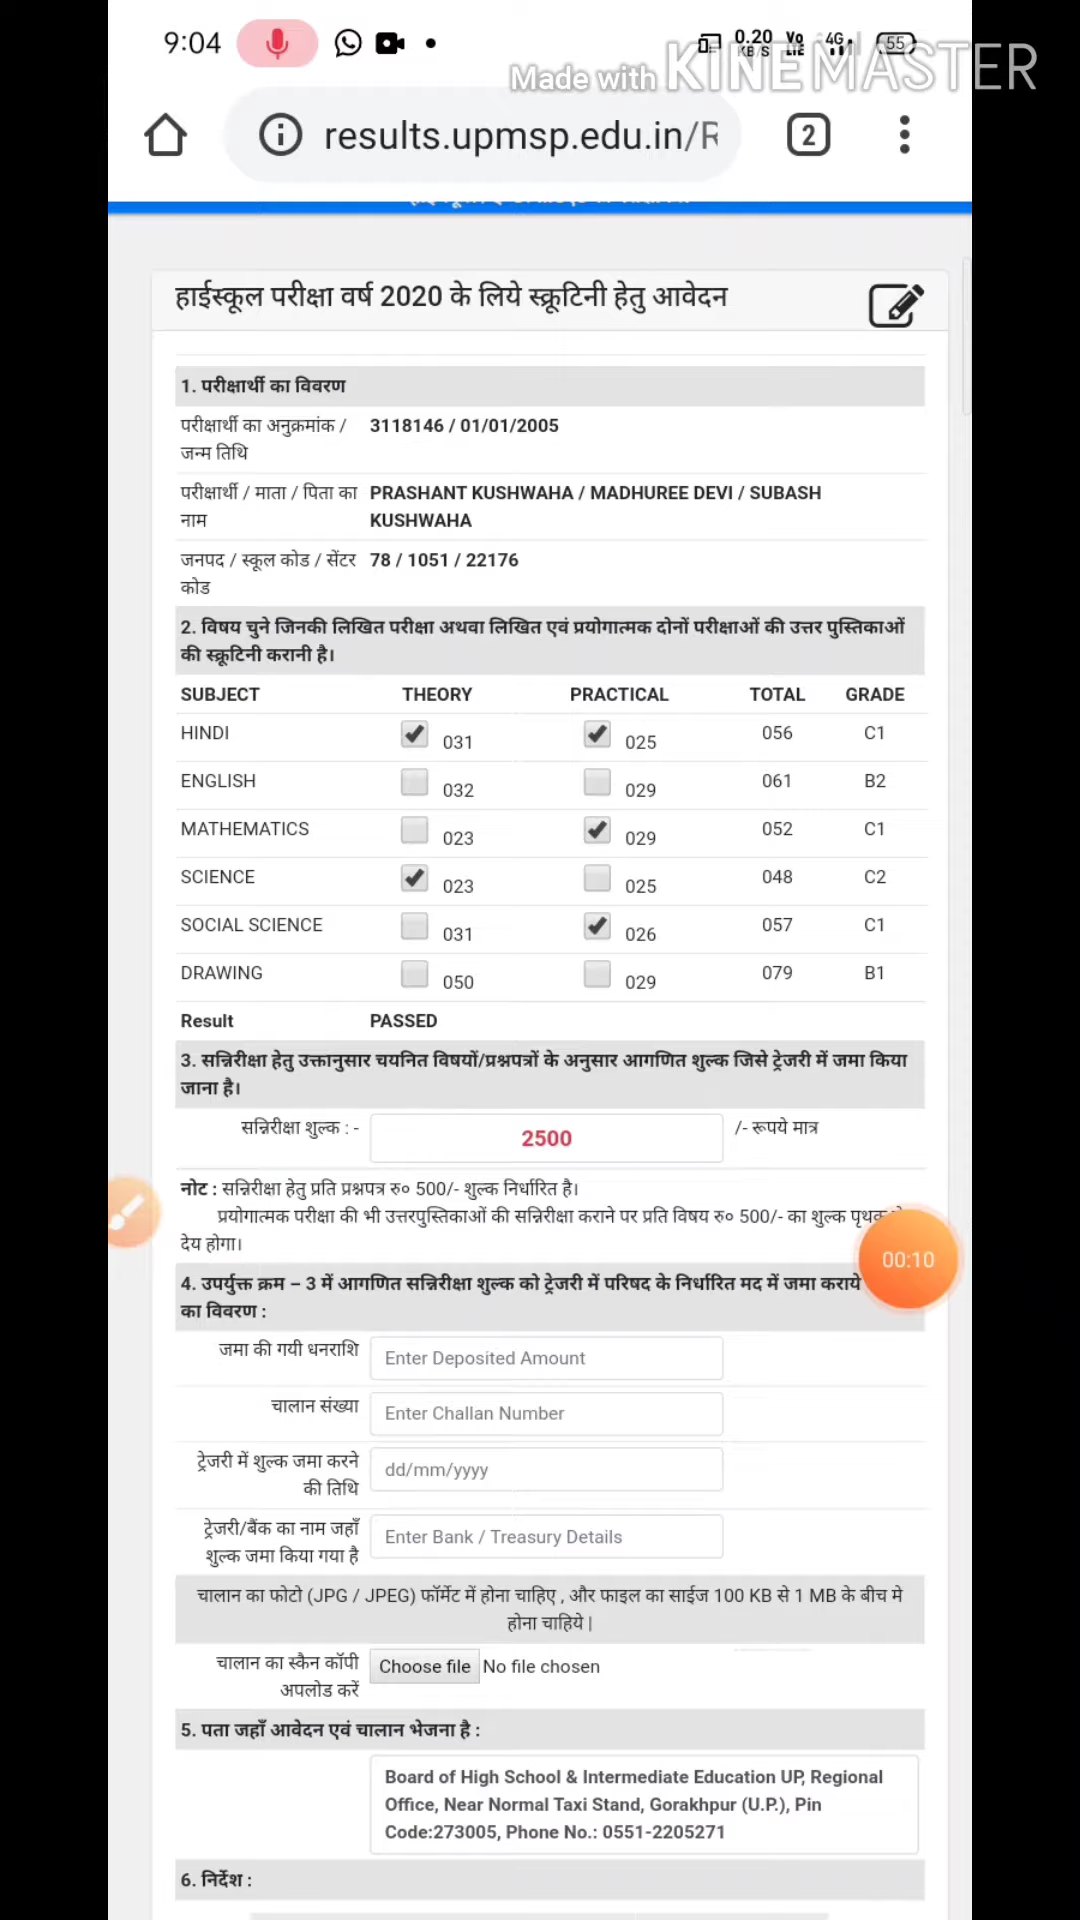 9:04 0.20 KB/S Vo LTE 4G 55
Made with KINEMASTER
results.upmsp.edu.in/R 2
हाईस्कूल परीक्षा वर्ष 2020 के लिये स्क्रूटिनी हेतु आवेदन
1. परीक्षार्थी का विवरण
परीक्षार्थी का अनुक्रमांक / 3118146 / 01/01/2005
जन्म तिथि
परीक्षार्थी / माता / पिता का PRASHANT KUSHWAHA / MADHUREE DEVI / SUBASH
नाम KUSHWAHA
जनपद / स्कूल कोड / सेंटर 78 / 1051 / 22176
कोड
2. विषय चुने जिनकी लिखित परीक्षा अथवा लिखित एवं प्रयोगात्मक दोनों परीक्षाओं की उत्तर पुस्तिकाओं
की स्क्रूटिनी करानी है।
SUBJECT THEORY PRACTICAL TOTAL GRADE
HINDI 031 025 056 C1
ENGLISH 032 029 061 B2
MATHEMATICS 023 029 052 C1
SCIENCE 023 025 048 C2
SOCIAL SCIENCE 031 026 057 C1
DRAWING 050 029 079 B1
Result PASSED
3. सन्निरीक्षा हेतु उक्तानुसार चयनित विषयों/प्रश्नपत्रों के अनुसार आगणित शुल्क जिसे ट्रेजरी में जमा किया
जाना है।
सन्निरीक्षा शुल्क : - 2500 /- रूपये मात्र
नोट : सन्निरीक्षा हेतु प्रति प्रश्नपत्र रु० 500/- शुल्क निर्धारित है।
प्रयोगात्मक परीक्षा की भी उत्तरपुस्तिकाओं की सन्निरीक्षा कराने पर प्रति विषय रु० 500/- का शुल्क
देय होगा।
00:10
4. उपर्युक्त क्रम – 3 में आगणित सन्निरीक्षा शुल्क को ट्रेजरी में परिषद के निर्धारित मद में जमा कराये
का विवरण :
जमा की गयी धनराशि Enter Deposited Amount
चालान संख्या Enter Challan Number
ट्रेजरी में शुल्क जमा करने dd/mm/yyyy
की तिथि
ट्रेजरी/बैंक का नाम जहाँ Enter Bank / Treasury Details
शुल्क जमा किया गया है
चालान का फोटो (JPG / JPEG) फॉर्मेट में होना चाहिए , और फाइल का साईज 100 KB से 1 MB के बीच मे
होना चाहिये |
चालान का स्कैन कॉपी Choose file No file chosen
अपलोड करें
5. पता जहाँ आवेदन एवं चालान भेजना है :
Board of High School & Intermediate Education UP, Regional
Office, Near Normal Taxi Stand, Gorakhpur (U.P.), Pin
Code:273005, Phone No.: 0551-2205271
6. निर्देश :